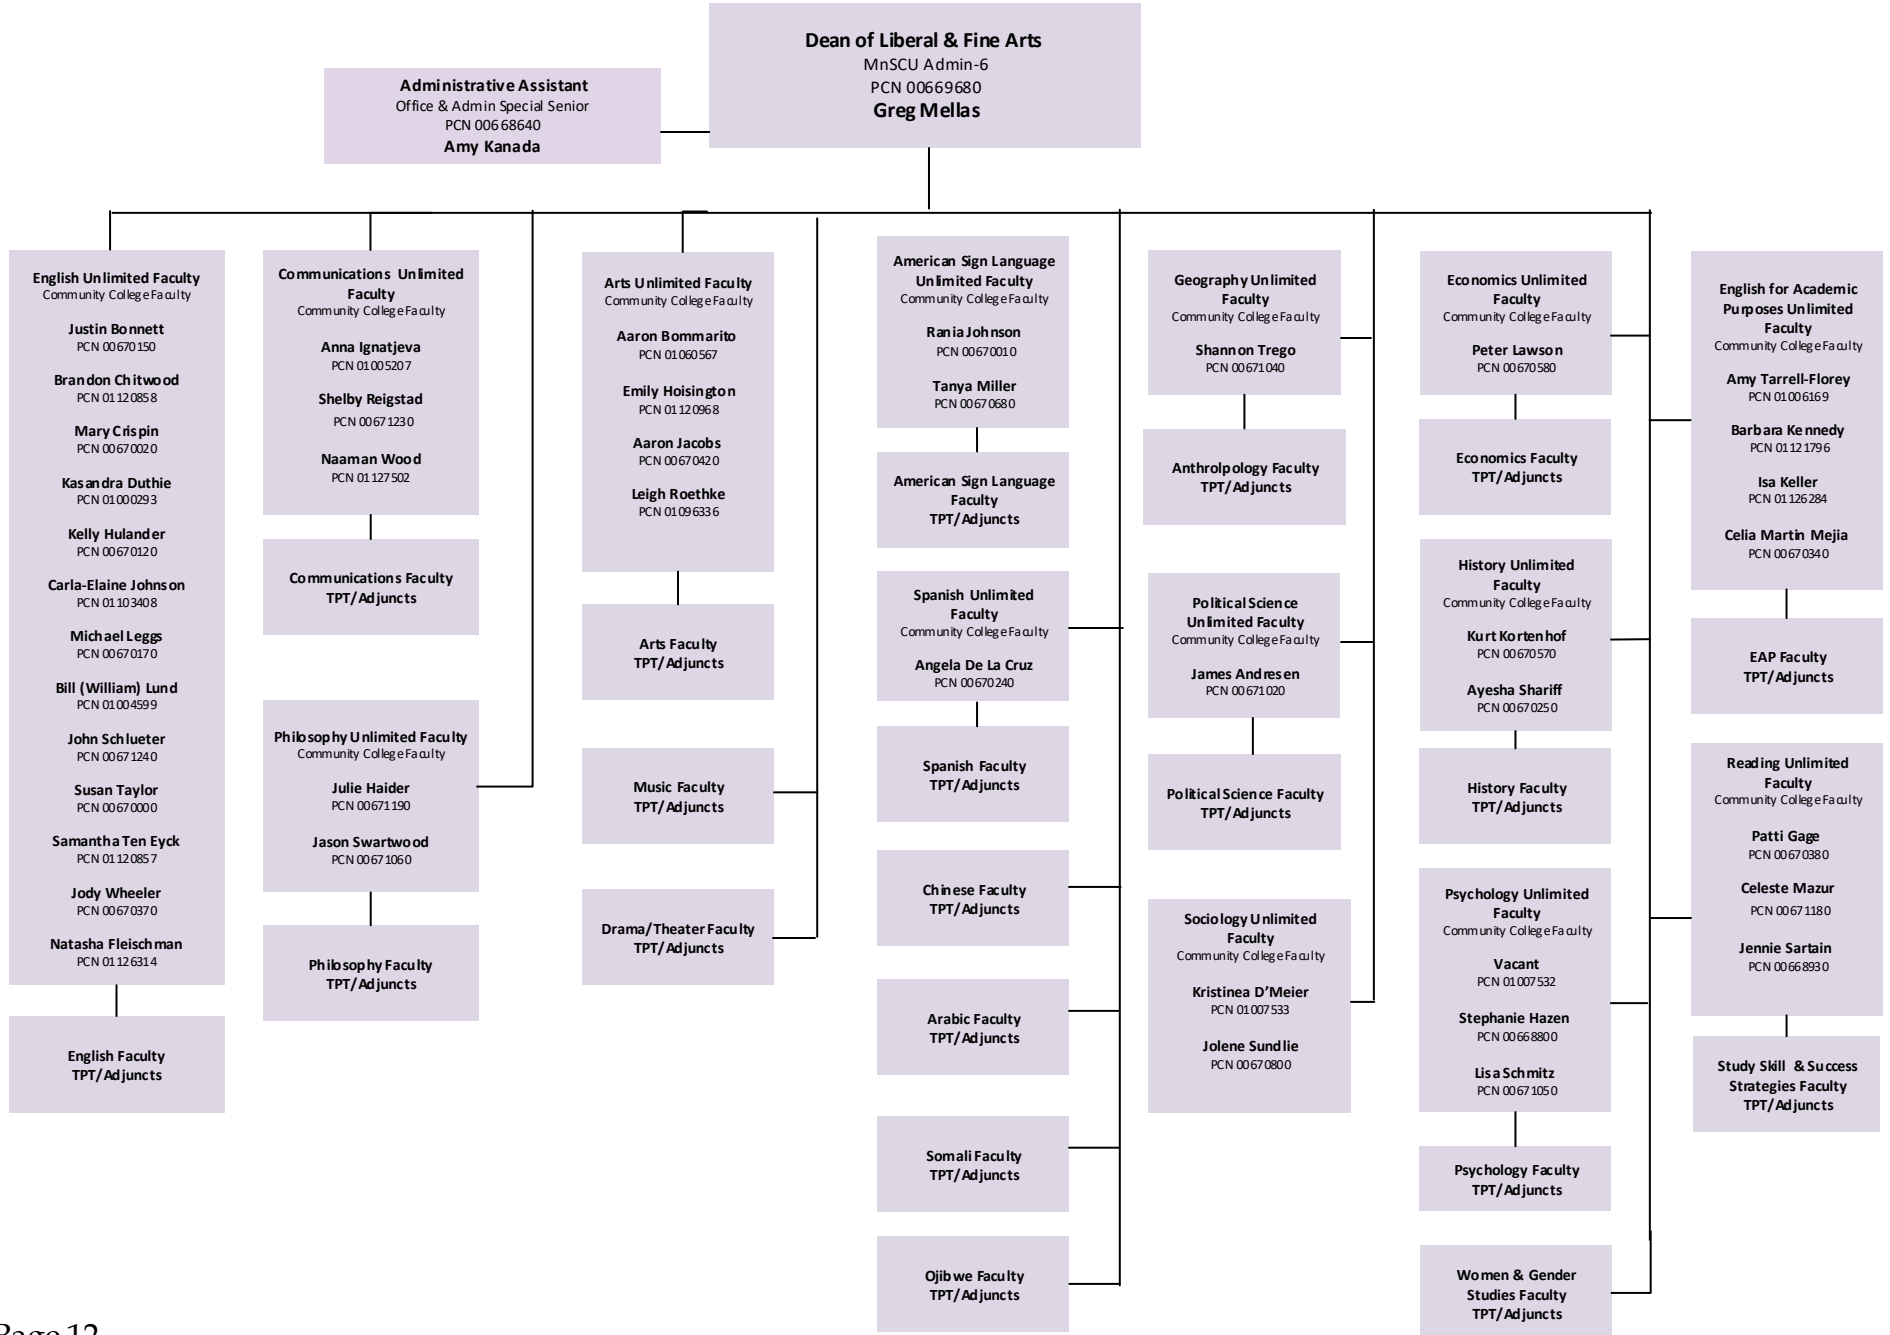 Dean of Liberal & Fine Arts
MnSCU Admin-6
PCN 00669680
Greg Mellas
Administrative Assistant
Office & Admin Special Senior
PCN 00668640
Amy Kanada
English Unlimited Faculty
Community College Faculty
Justin Bonnett
PCN 00670150
Brandon Chitwood
PCN 01120858
Mary Crispin
PCN 00670020
Kasandra Duthie
PCN 01000293
Kelly Hulander
PCN 00670120
Carla-Elaine Johnson
PCN 01103408
Michael Leggs
PCN 00670170
Bill (William) Lund
PCN 01004599
John Schlueter
PCN 00671240
Susan Taylor
PCN 00670000
Samantha Ten Eyck
PCN 01120857
Jody Wheeler
PCN 00670370
Natasha Fleischman
PCN 01126314
English Faculty
TPT/Adjuncts
Communications Unlimited
Faculty
Community College Faculty
Anna Ignatjeva
PCN 01005207
Shelby Reigstad
PCN 00671230
Naaman Wood
PCN 01127502
Communications Faculty
TPT/Adjuncts
Philosophy Unlimited Faculty
Community College Faculty
Julie Haider
PCN 00671190
Jason Swartwood
PCN 00671060
Philosophy Faculty
TPT/Adjuncts
Arts Unlimited Faculty
Community College Faculty
Aaron Bommarito
PCN 01060567
Emily Hoisington
PCN 01120968
Aaron Jacobs
PCN 00670420
Leigh Roethke
PCN 01096336
Arts Faculty
TPT/Adjuncts
Music Faculty
TPT/Adjuncts
Drama/Theater Faculty
TPT/Adjuncts
American Sign Language
Unlimited Faculty
Community College Faculty
Rania Johnson
PCN 00670010
Tanya Miller
PCN 00670680
American Sign Language
Faculty
TPT/Adjuncts
Spanish Unlimited
Faculty
Community College Faculty
Angela De La Cruz
PCN 00670240
Spanish Faculty
TPT/Adjuncts
Chinese Faculty
TPT/Adjuncts
Arabic Faculty
TPT/Adjuncts
Somali Faculty
TPT/Adjuncts
Ojibwe Faculty
TPT/Adjuncts
Geography Unlimited
Faculty
Community College Faculty
Shannon Trego
PCN 00671040
Anthrolpology Faculty
TPT/Adjuncts
Political Science
Unlimited Faculty
Community College Faculty
James Andresen
PCN 00671020
Political Science Faculty
TPT/Adjuncts
Sociology Unlimited
Faculty
Community College Faculty
Kristinea D’Meier
PCN 01007533
Jolene Sundlie
PCN 00670800
Economics Unlimited
Faculty
Community College Faculty
Peter Lawson
PCN 00670580
Economics Faculty
TPT/Adjuncts
History Unlimited
Faculty
Community College Faculty
Kurt Kortenhof
PCN 00670570
Ayesha Shariff
PCN 00670250
History Faculty
TPT/Adjuncts
Psychology Unlimited
Faculty
Community College Faculty
Vacant
PCN 01007532
Stephanie Hazen
PCN 00668800
Lisa Schmitz
PCN 00671050
Psychology Faculty
TPT/Adjuncts
Women & Gender
Studies Faculty
TPT/Adjuncts
English for Academic
Purposes Unlimited
Faculty
Community College Faculty
Amy Tarrell-Florey
PCN 01006169
Barbara Kennedy
PCN 01121796
Isa Keller
PCN 01126284
Celia Martin Mejia
PCN 00670340
EAP Faculty
TPT/Adjuncts
Reading Unlimited
Faculty
Community College Faculty
Patti Gage
PCN 00670380
Celeste Mazur
PCN 00671180
Jennie Sartain
PCN 00668930
Study Skill & Success
Strategies Faculty
TPT/Adjuncts
Page 12